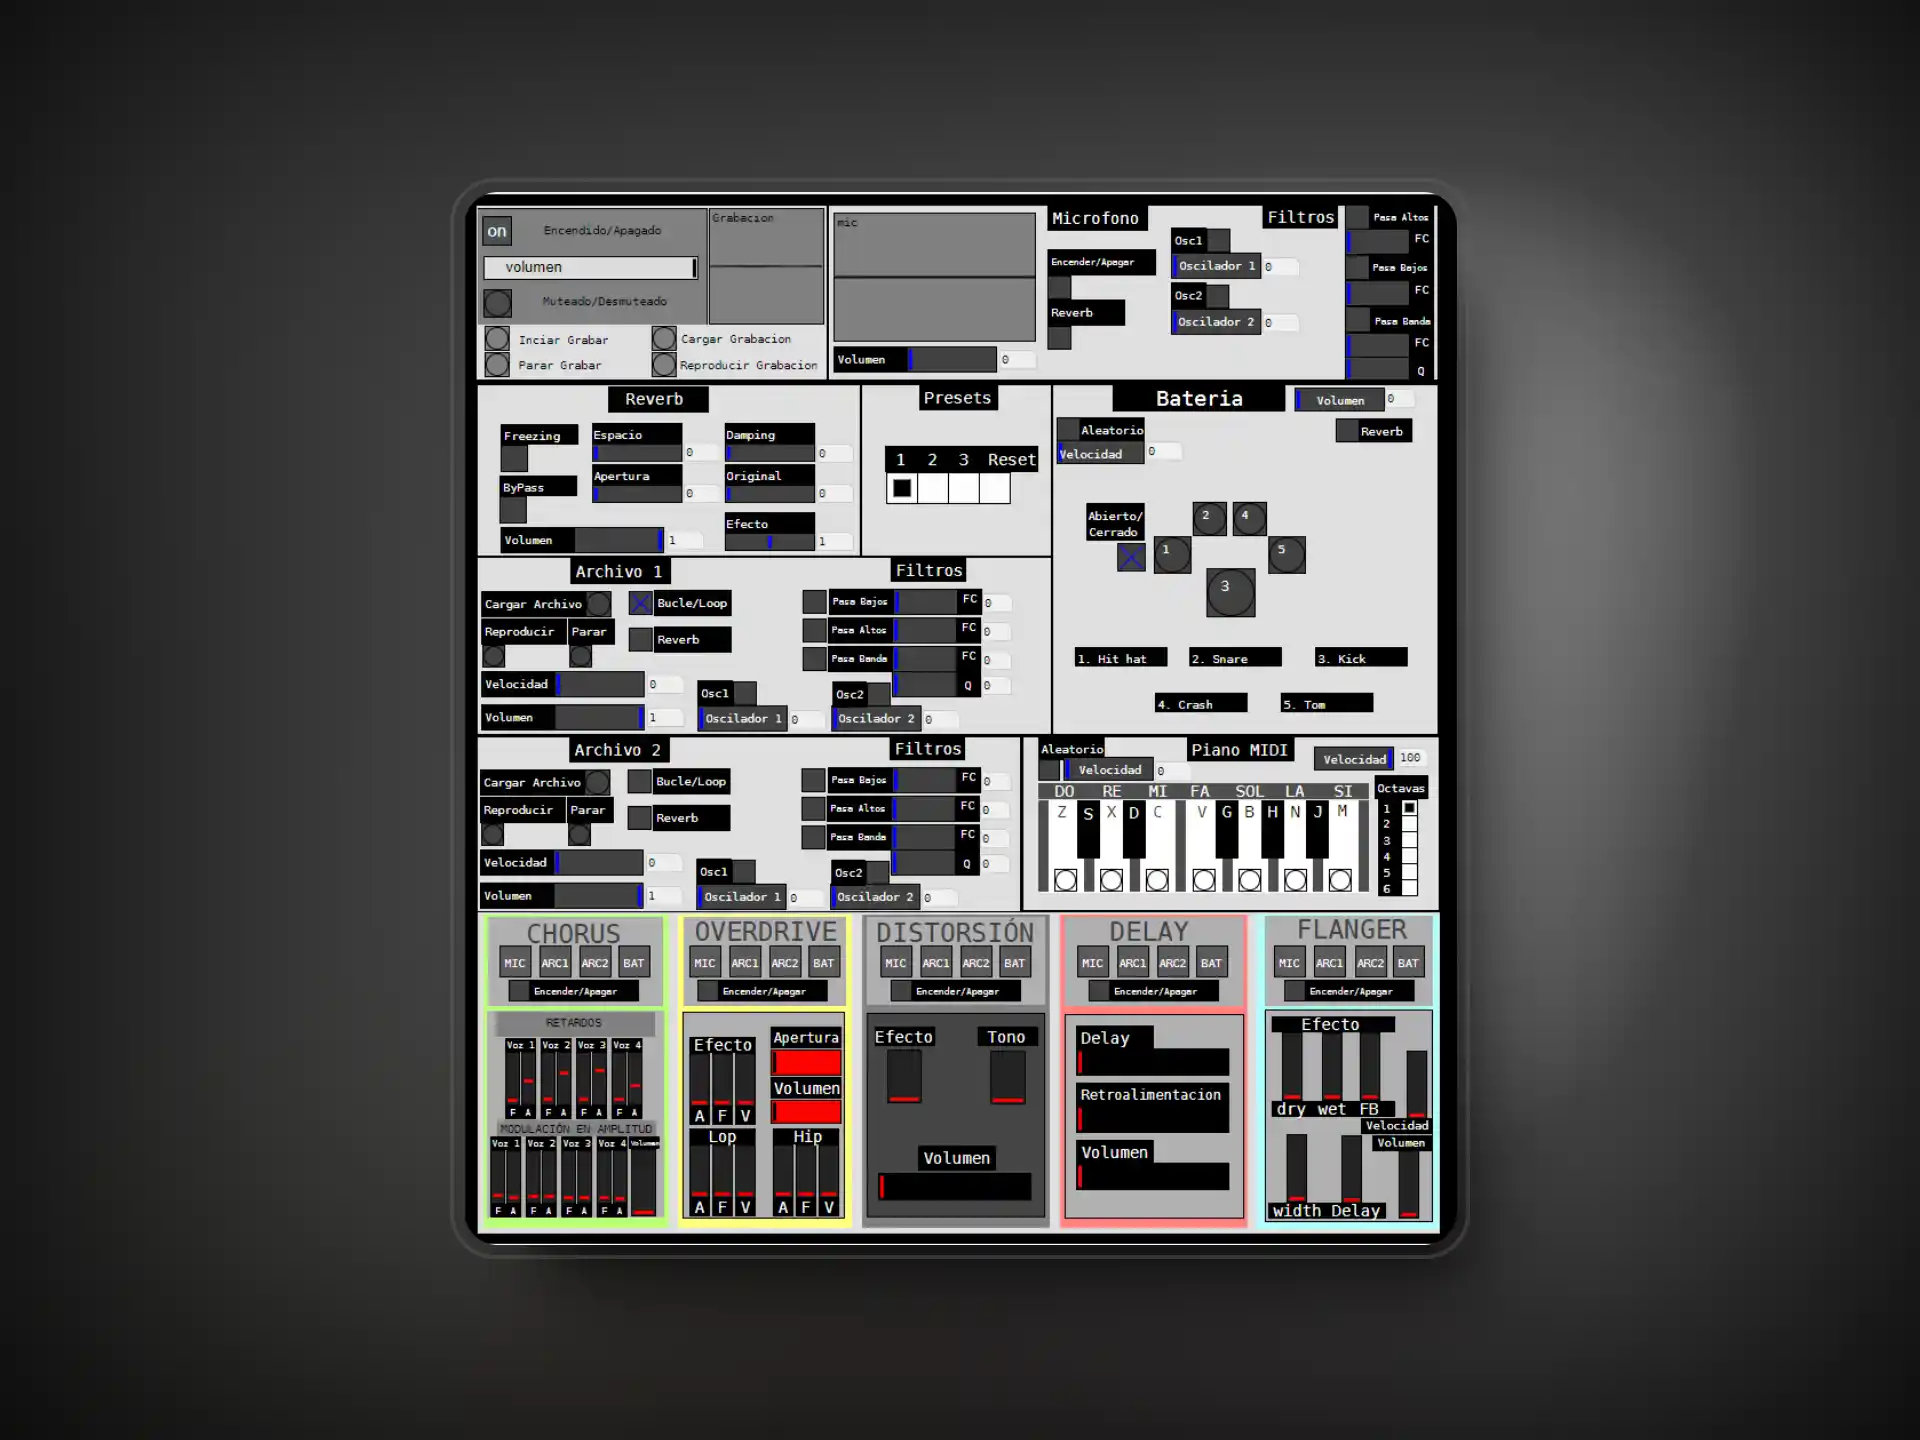 on
Encendido/Apagado
volumen
Muteado/Desmuteado
Grabacion
Inciar Grabar
Cargar Grabacion
Parar Grabar
Reproducir Grabacion
mic
Volumen 0
Microfono
Encender/Apagar
Reverb
Osc1
Oscilador 1 0
Osc2
Oscilador 2 0
Filtros
Pasa Altos
FC
Pasa Bajos
FC
Pasa Banda
FC
Q
Reverb
Freezing
Espacio
0
Damping
0
ByPass
Apertura
0
Original
0
Volumen 1
Efecto
1
Presets
1 2 3 Reset
Bateria
Volumen 0
Aleatorio
Velocidad 0
Reverb
Abierto/
Cerrado
1
2
4
5
3
1. Hit hat
2. Snare
3. Kick
4. Crash
5. Tom
Archivo 1
Filtros
Cargar Archivo
Bucle/Loop
Reproducir Parar
Reverb
Velocidad 0
Volumen 1
Pasa Bajos FC 0
Pasa Altos FC 0
Pasa Banda FC 0
Q 0
Osc1
Oscilador 1 0
Osc2
Oscilador 2 0
Archivo 2
Filtros
Cargar Archivo
Bucle/Loop
Reproducir Parar
Reverb
Velocidad 0
Volumen 1
Pasa Bajos FC 0
Pasa Altos FC 0
Pasa Banda FC 0
Q 0
Osc1
Oscilador 1 0
Osc2
Oscilador 2 0
Aleatorio
Velocidad 0
Piano MIDI
Velocidad 100
DO RE MI FA SOL LA SI
Z S X D C V G B H N J M
Octavas
1
2
3
4
5
6
CHORUS
MIC ARC1 ARC2 BAT
Encender/Apagar
RETARDOS
Voz 1 Voz 2 Voz 3 Voz 4
F A F A F A F A
MODULACIÓN EN AMPLITUD
Voz 1 Voz 2 Voz 3 Voz 4 Volumen
F A F A F A F A
OVERDRIVE
MIC ARC1 ARC2 BAT
Encender/Apagar
Efecto
A F V
Apertura
Volumen
Lop
A F V
Hip
A F V
DISTORSIÓN
MIC ARC1 ARC2 BAT
Encender/Apagar
Efecto
Tono
Volumen
DELAY
MIC ARC1 ARC2 BAT
Encender/Apagar
Delay
Retroalimentacion
Volumen
FLANGER
MIC ARC1 ARC2 BAT
Encender/Apagar
Efecto
dry wet FB
Velocidad
Volumen
width Delay